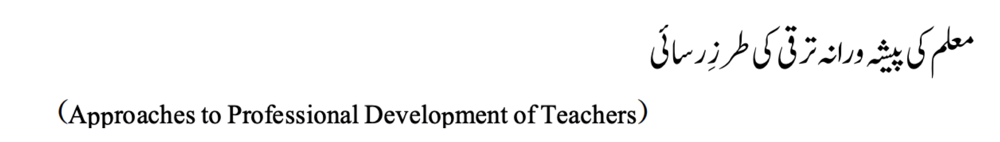 معلم کی پیشہ ورانہ ترقی کی طرزِ رسائی
(Approaches to Professional Development of Teachers)